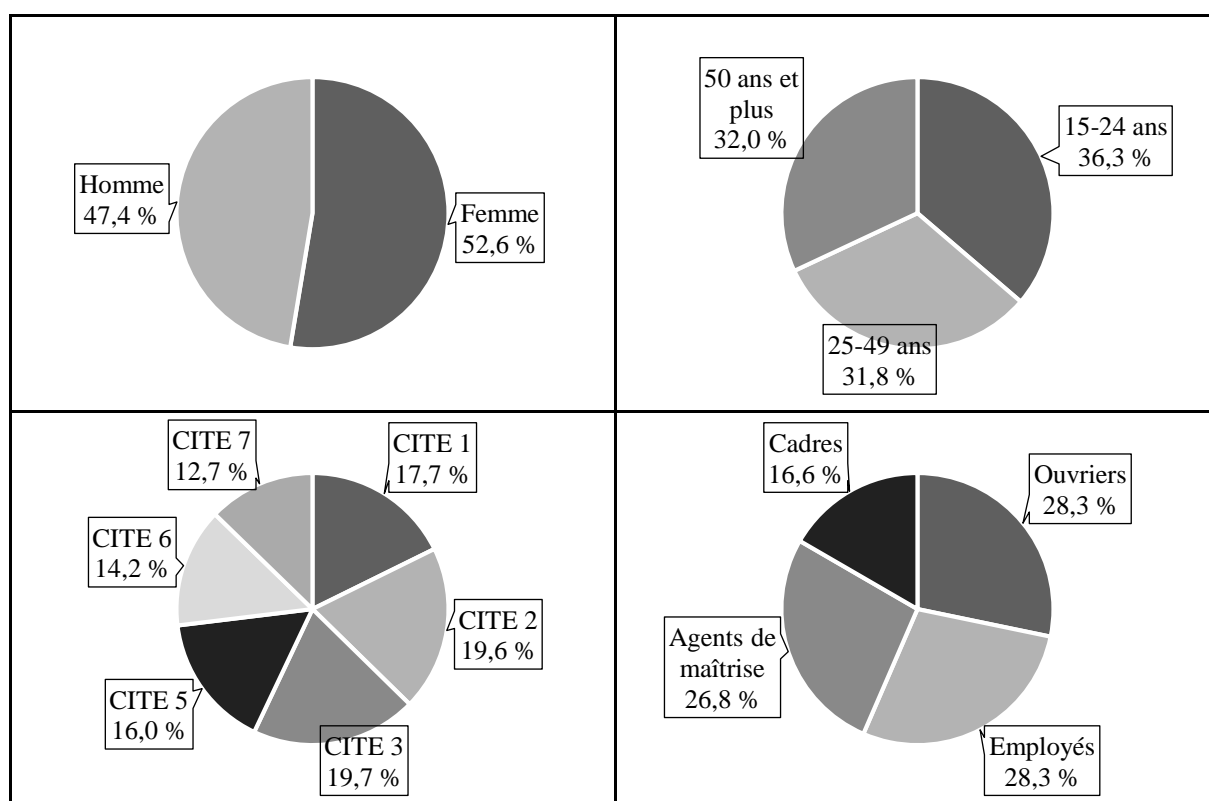 Homme
47,4 %
Femme
52,6 %
50 ans et
plus
32,0 %
15-24 ans
36,3 %
25-49 ans
31,8 %
CITE 7
12,7 %
CITE 1
17,7 %
CITE 6
14,2 %
CITE 2
19,6 %
CITE 5
16,0 %
CITE 3
19,7 %
Cadres
16,6 %
Ouvriers
28,3 %
Agents de
maîtrise
26,8 %
Employés
28,3 %